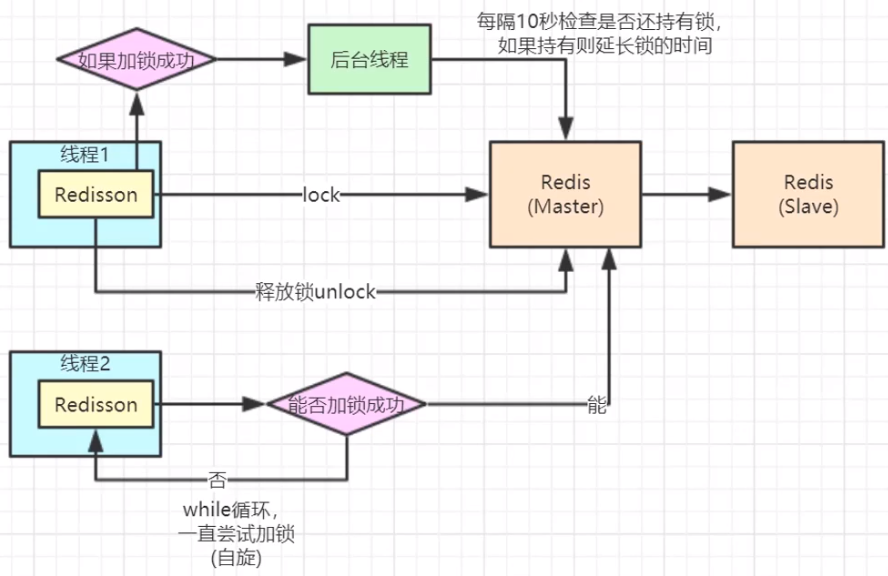 每隔10秒检查是否还持有锁,
如果持有则延长锁的时间
如果加锁成功
后台线程
线程1
Redisson
lock
Redis
(Master)
Redis
(Slave)
释放锁unlock
线程2
Redisson
能否加锁成功
能
否
while循环,
一直尝试加锁
(自旋)